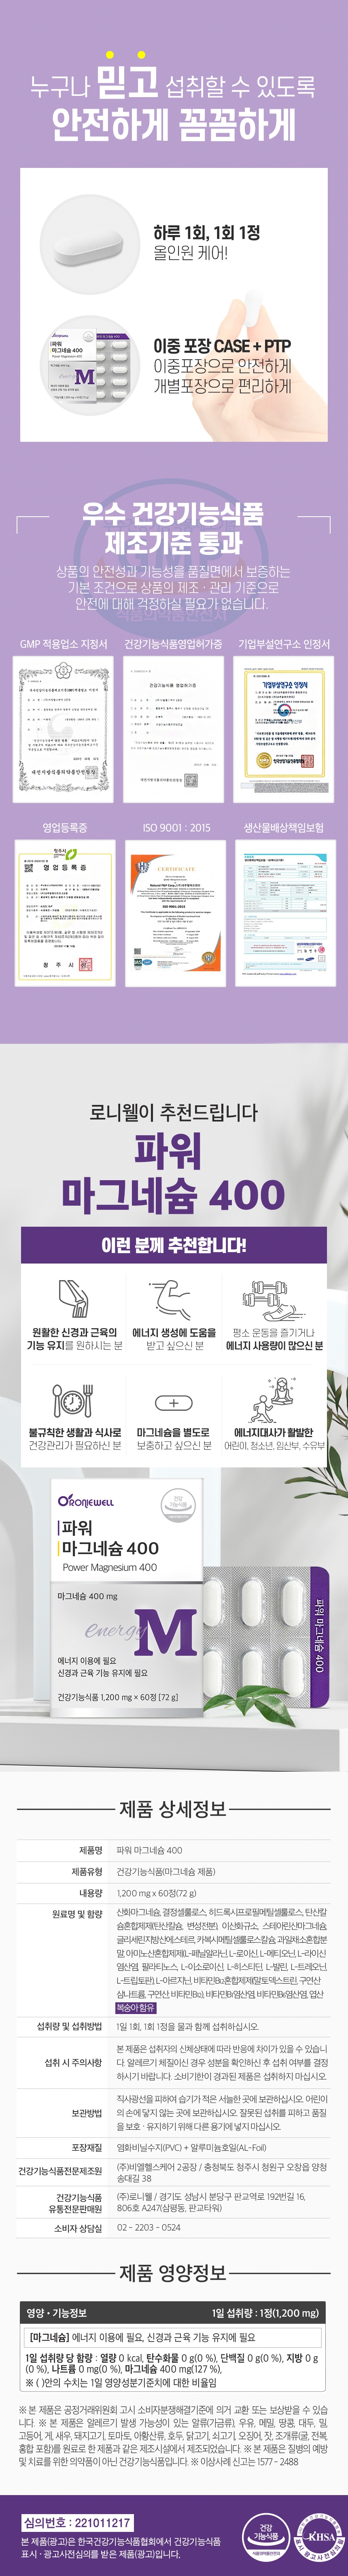 누구나 믿고 섭취할 수 있도록
안전하게 꼼꼼하게
하루 1회, 1회 1정
올인원 케어!
이중 포장 CASE + PTP
이중포장으로 안전하게
개별포장으로 편리하게
파워
마그네슘 400
M
우수 건강기능식품
제조기준 통과
상품의 안전성과 기능성을 품질면에서 보증하는
기본 조건으로 상품의 제조 · 관리 기준으로
안전에 대해 걱정하실 필요가 없습니다.
GMP 적용업소 지정서
건강기능식품영업허가증
기업부설연구소 인정서
영업등록증
ISO 9001 : 2015
생산물배상책임보험
로니웰이 추천드립니다
파워
마그네슘 400
이런 분께 추천합니다!
원활한 신경과 근육의
기능 유지를 원하시는 분
에너지 생성에 도움을
받고 싶으신 분
평소 운동을 즐기거나
에너지 사용량이 많으신 분
불규칙한 생활과 식사로
건강관리가 필요하신 분
마그네슘을 별도로
보충하고 싶으신 분
에너지대사가 활발한
어린이, 청소년, 임산부, 수유부
RONIEWELL
건강
기능식품
파워
마그네슘 400
Power Magnesium 400
마그네슘 400 mg
energy
M
에너지 이용에 필요
신경과 근육 기능 유지에 필요
건강기능식품 1,200 mg × 60정 [72 g]
파워 마그네슘 400
제품 상세정보
제품명 파워 마그네슘 400
제품유형 건강기능식품(마그네슘 제품)
내용량 1,200 mg x 60정(72 g)
원료명 및 함량 산화마그네슘, 결정셀룰로스, 히드록시프로필메틸셀룰로스, 탄산칼
슘혼합제제(탄산칼슘, 변성전분), 이산화규소, 스테아린산마그네슘,
글리세린지방산에스테르, 카복시메틸셀룰로스칼슘, 과일채소혼합분
말, 아미노산혼합제제(L-페닐알라닌, L-로이신, L-메티오닌, L-라이신
염산염, 팔라티노스, L-이소로이신, L-히스티딘, L-발린, L-트레오닌,
L-트립토판), L-아르지닌, 비타민B12혼합제제(말토덱스트린, 구연산
삼나트륨, 구연산, 비타민B12), 비타민B1염산염, 비타민B6염산염, 엽산
복숭아 함유
섭취량 및 섭취방법 1일 1회, 1회 1정을 물과 함께 섭취하십시오.
섭취 시 주의사항 본 제품은 섭취자의 신체상태에 따라 반응에 차이가 있을 수 있습니
다. 알레르기 체질이신 경우 성분을 확인하신 후 섭취 여부를 결정
하시기 바랍니다. 소비기한이 경과된 제품은 섭취하지 마십시오.
보관방법 직사광선을 피하여 습기가 적은 서늘한 곳에 보관하십시오. 어린이
의 손에 닿지 않는 곳에 보관하십시오. 잘못된 섭취를 피하고 품질
을 보호 · 유지하기 위해 다른 용기에 넣지 마십시오.
포장재질 염화비닐수지(PVC) + 알루미늄호일(AL-Foil)
건강기능식품전문제조원 (주)비엘헬스케어 2공장 / 충청북도 청주시 청원구 오창읍 양청
송대길 38
건강기능식품
유통전문판매원
(주)로니웰 / 경기도 성남시 분당구 판교역로 192번길 16,
806호 A247(삼평동, 판교타워)
소비자 상담실 02 - 2203 - 0524
제품 영양정보
영양 · 기능정보 1일 섭취량 : 1정(1,200 mg)
[마그네슘] 에너지 이용에 필요, 신경과 근육 기능 유지에 필요
1일 섭취량 당 함량 : 열량 0 kcal, 탄수화물 0 g(0 %), 단백질 0 g(0 %), 지방 0 g
(0 %), 나트륨 0 mg(0 %), 마그네슘 400 mg(127 %),
※ ( )안의 수치는 1일 영양성분기준치에 대한 비율임
※ 본 제품은 공정거래위원회 고시 소비자분쟁해결기준에 의거 교환 또는 보상받을 수 있습
니다. ※ 본 제품은 알레르기 발생 가능성이 있는 알류(가금류), 우유, 메밀, 땅콩, 대두, 밀,
고등어, 게, 새우, 돼지고기, 토마토, 아황산류, 호두, 닭고기, 쇠고기, 오징어, 잣, 조개류(굴, 전복,
홍합 포함)를 원료로 한 제품과 같은 제조시설에서 제조되었습니다. ※ 본 제품은 질병의 예방
및 치료를 위한 의약품이 아닌 건강기능식품입니다. ※ 이상사례 신고는 1577 - 2488
심의번호 : 221011217
본 제품(광고)은 한국건강기능식품협회에서 건강기능식품
표시 · 광고사전심의를 받은 제품(광고)입니다.
건강
기능식품
식품의약품안전처
KHSA